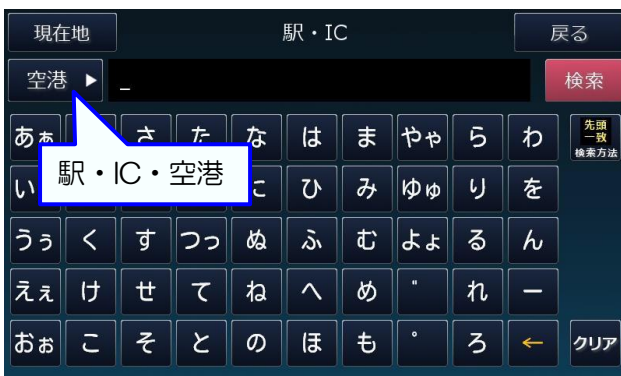 現在地 駅・IC 戻る
空港 ▶ _ 検索
あぁ さ た な は ま やゃ ら わ 先頭一致検索方法
駅・IC・空港
い に ひ み ゆゅ り を
うぅ く す つっ ぬ ふ む よょ る ん
えぇ け せ て ね へ め ゛ れ ー
おぉ こ そ と の ほ も ゜ ろ ← クリア